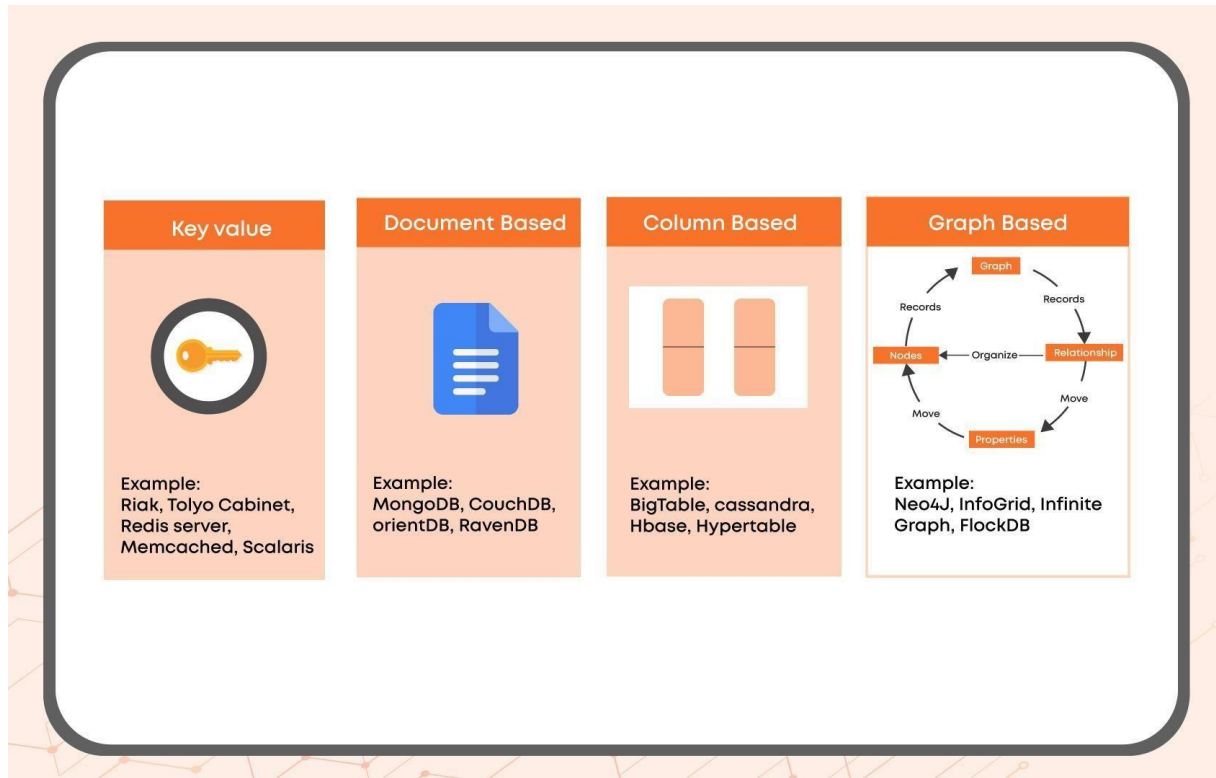 Key value
Example:
Riak, Tolyo Cabinet,
Redis server,
Memcached, Scalaris
Document Based
Example:
MongoDB, CouchDB,
orientDB, RavenDB
Column Based
Example:
BigTable, cassandra,
Hbase, Hypertable
Graph Based
Graph
Records
Records
Nodes
Organize
Relationship
Move
Move
Properties
Example:
Neo4J, InfoGrid, Infinite
Graph, FlockDB